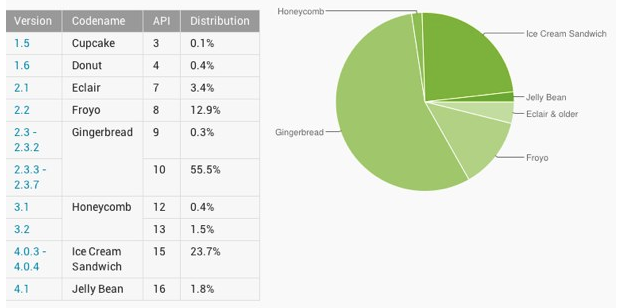 Version Codename API Distribution
1.5 Cupcake 3 0.1%
1.6 Donut 4 0.4%
2.1 Eclair 7 3.4%
2.2 Froyo 8 12.9%
2.3 - Gingerbread 9 0.3%
2.3.2
2.3.3 - 10 55.5%
2.3.7
3.1 Honeycomb 12 0.4%
3.2 13 1.5%
4.0.3 - Ice Cream 15 23.7%
4.0.4 Sandwich
4.1 Jelly Bean 16 1.8%
Honeycomb
Ice Cream Sandwich
Jelly Bean
Eclair & older
Gingerbread
Froyo